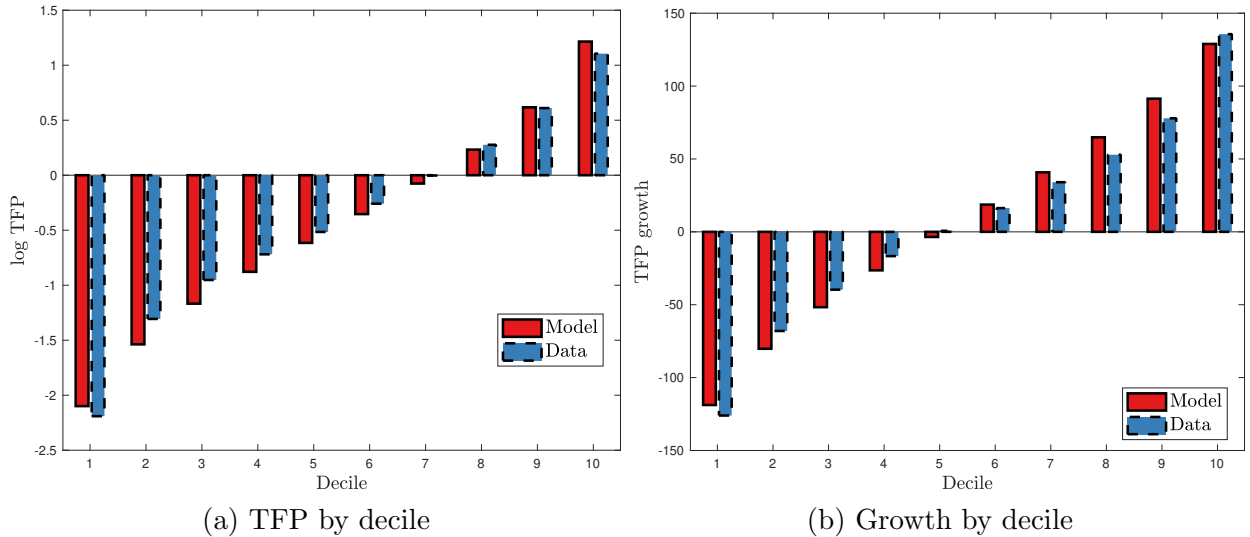 1.5
1
0.5
0
-0.5
-1
-1.5
-2
-2.5
log TFP
Model
Data
1 2 3 4 5 6 7 8 9 10
Decile
(a) TFP by decile
150
100
50
0
-50
-100
-150
TFP growth
Model
Data
1 2 3 4 5 6 7 8 9 10
Decile
(b) Growth by decile